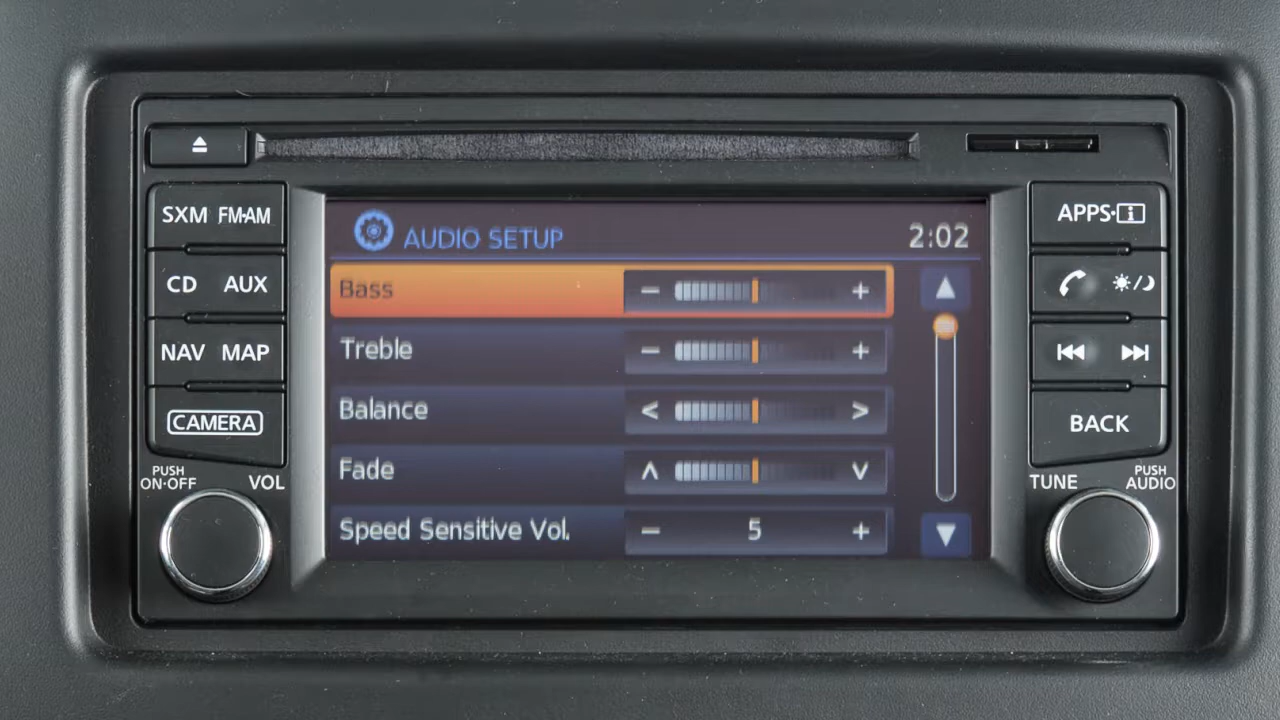 SXM FM·AM
CD AUX
NAV MAP
CAMERA
PUSH
ON·OFF
VOL
AUDIO SETUP
2:02
Bass
Treble
Balance
Fade
Speed Sensitive Vol.
5
APPS·i
BACK
TUNE
PUSH
AUDIO